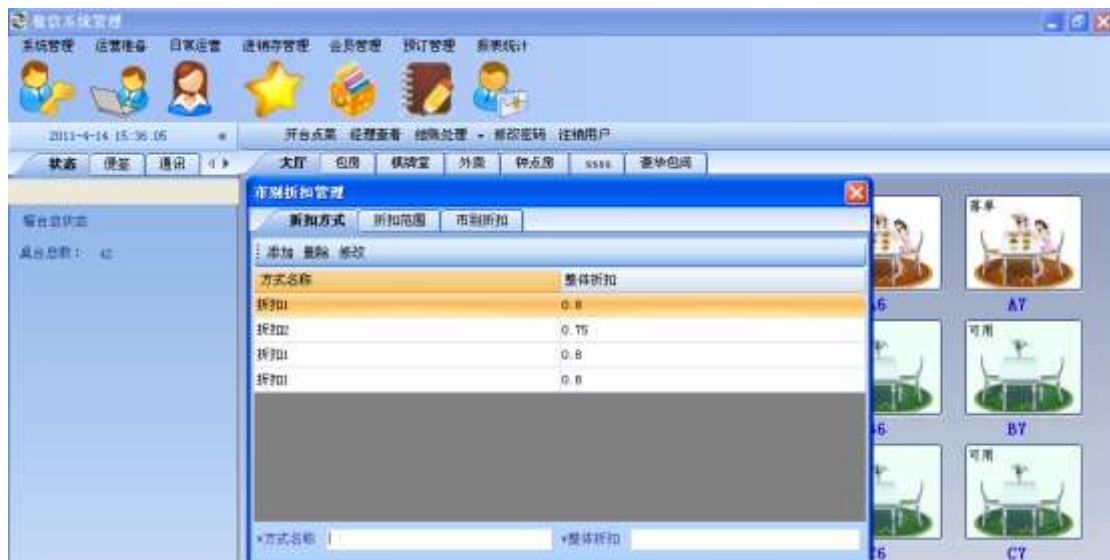 餐饮系统管理
系统管理 运营准备 日常运营 进销存管理 会员管理 预订管理 报表统计
2011-4-14 15:36:05
开台点菜 经理查看 结账处理 修改密码 注销用户
状态 便签 通讯
大厅 包房 棋牌室 外卖 钟点房 ssss 豪华包间
市别折扣管理
折扣方式 折扣范围 市别折扣
添加 删除 修改
方式名称 整体折扣
折扣1 0.8
折扣2 0.75
折扣1 0.8
折扣1 0.8
*方式名称 *整体折扣
餐台总状态
桌台总数: 42
落单
A7
可用
B7
可用
C7